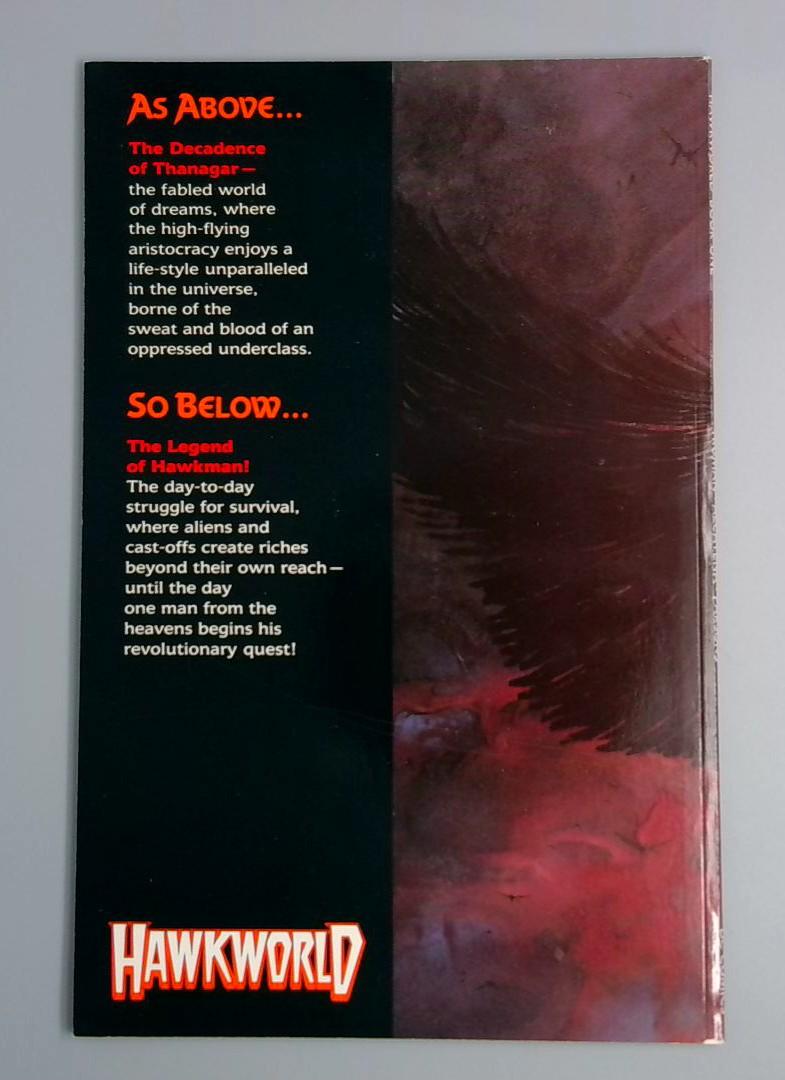 As Above...
The Decadence
of Thanagar—
the fabled world
of dreams, where
the high-flying
aristocracy enjoys a
life-style unparalleled
in the universe,
borne of the
sweat and blood of an
oppressed underclass.
So Below...
The Legend
of Hawkman!
The day-to-day
struggle for survival,
where aliens and
cast-offs create riches
beyond their own reach—
until the day
one man from the
heavens begins his
revolutionary quest!
HAWKWORLD